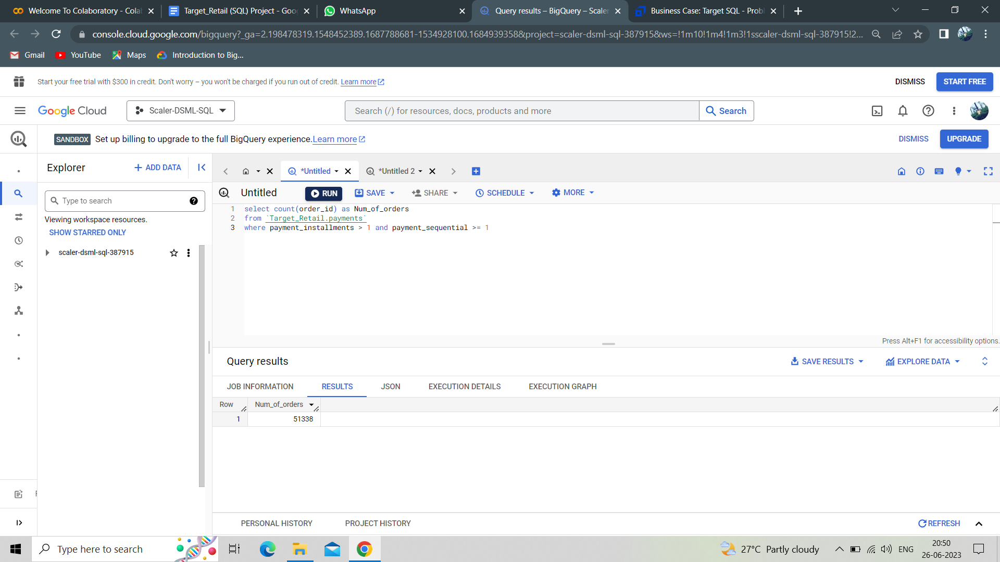 Welcome To Colaboratory - Colab
Target_Retail (SQL) Project - Goo
WhatsApp
Query results – BigQuery – Scaler
Business Case: Target SQL - Probl
console.cloud.google.com/bigquery?_ga=2.198478319.1548452389.1687788681-1534928100.1684939358&project=scaler-dsml-sql-387915&ws=!1m10!1m4!1m3!1sscaler-dsml-sql-387915!2...
Gmail
YouTube
Maps
Introduction to Big...
Start your free trial with $300 in credit. Don't worry – you won't be charged if you run out of credit. Learn more
DISMISS
START FREE
Google Cloud
Scaler-DSML-SQL
Search (/) for resources, docs, products and more
Search
SANDBOX Set up billing to upgrade to the full BigQuery experience. Learn more
DISMISS
UPGRADE
Explorer
+ ADD DATA
*Untitled
*Untitled 2
Untitled
RUN
SAVE
SHARE
SCHEDULE
MORE
Type to search
Viewing workspace resources.
SHOW STARRED ONLY
scaler-dsml-sql-387915
1 select count(order_id) as Num_of_orders
2 from `Target_Retail.payments`
3 where payment_installments > 1 and payment_sequential >= 1
Press Alt+F1 for accessibility options.
Query results
SAVE RESULTS
EXPLORE DATA
JOB INFORMATION
RESULTS
JSON
EXECUTION DETAILS
EXECUTION GRAPH
Row Num_of_orders
1 51338
PERSONAL HISTORY
PROJECT HISTORY
REFRESH
Type here to search
27°C Partly cloudy
ENG
20:50
26-06-2023